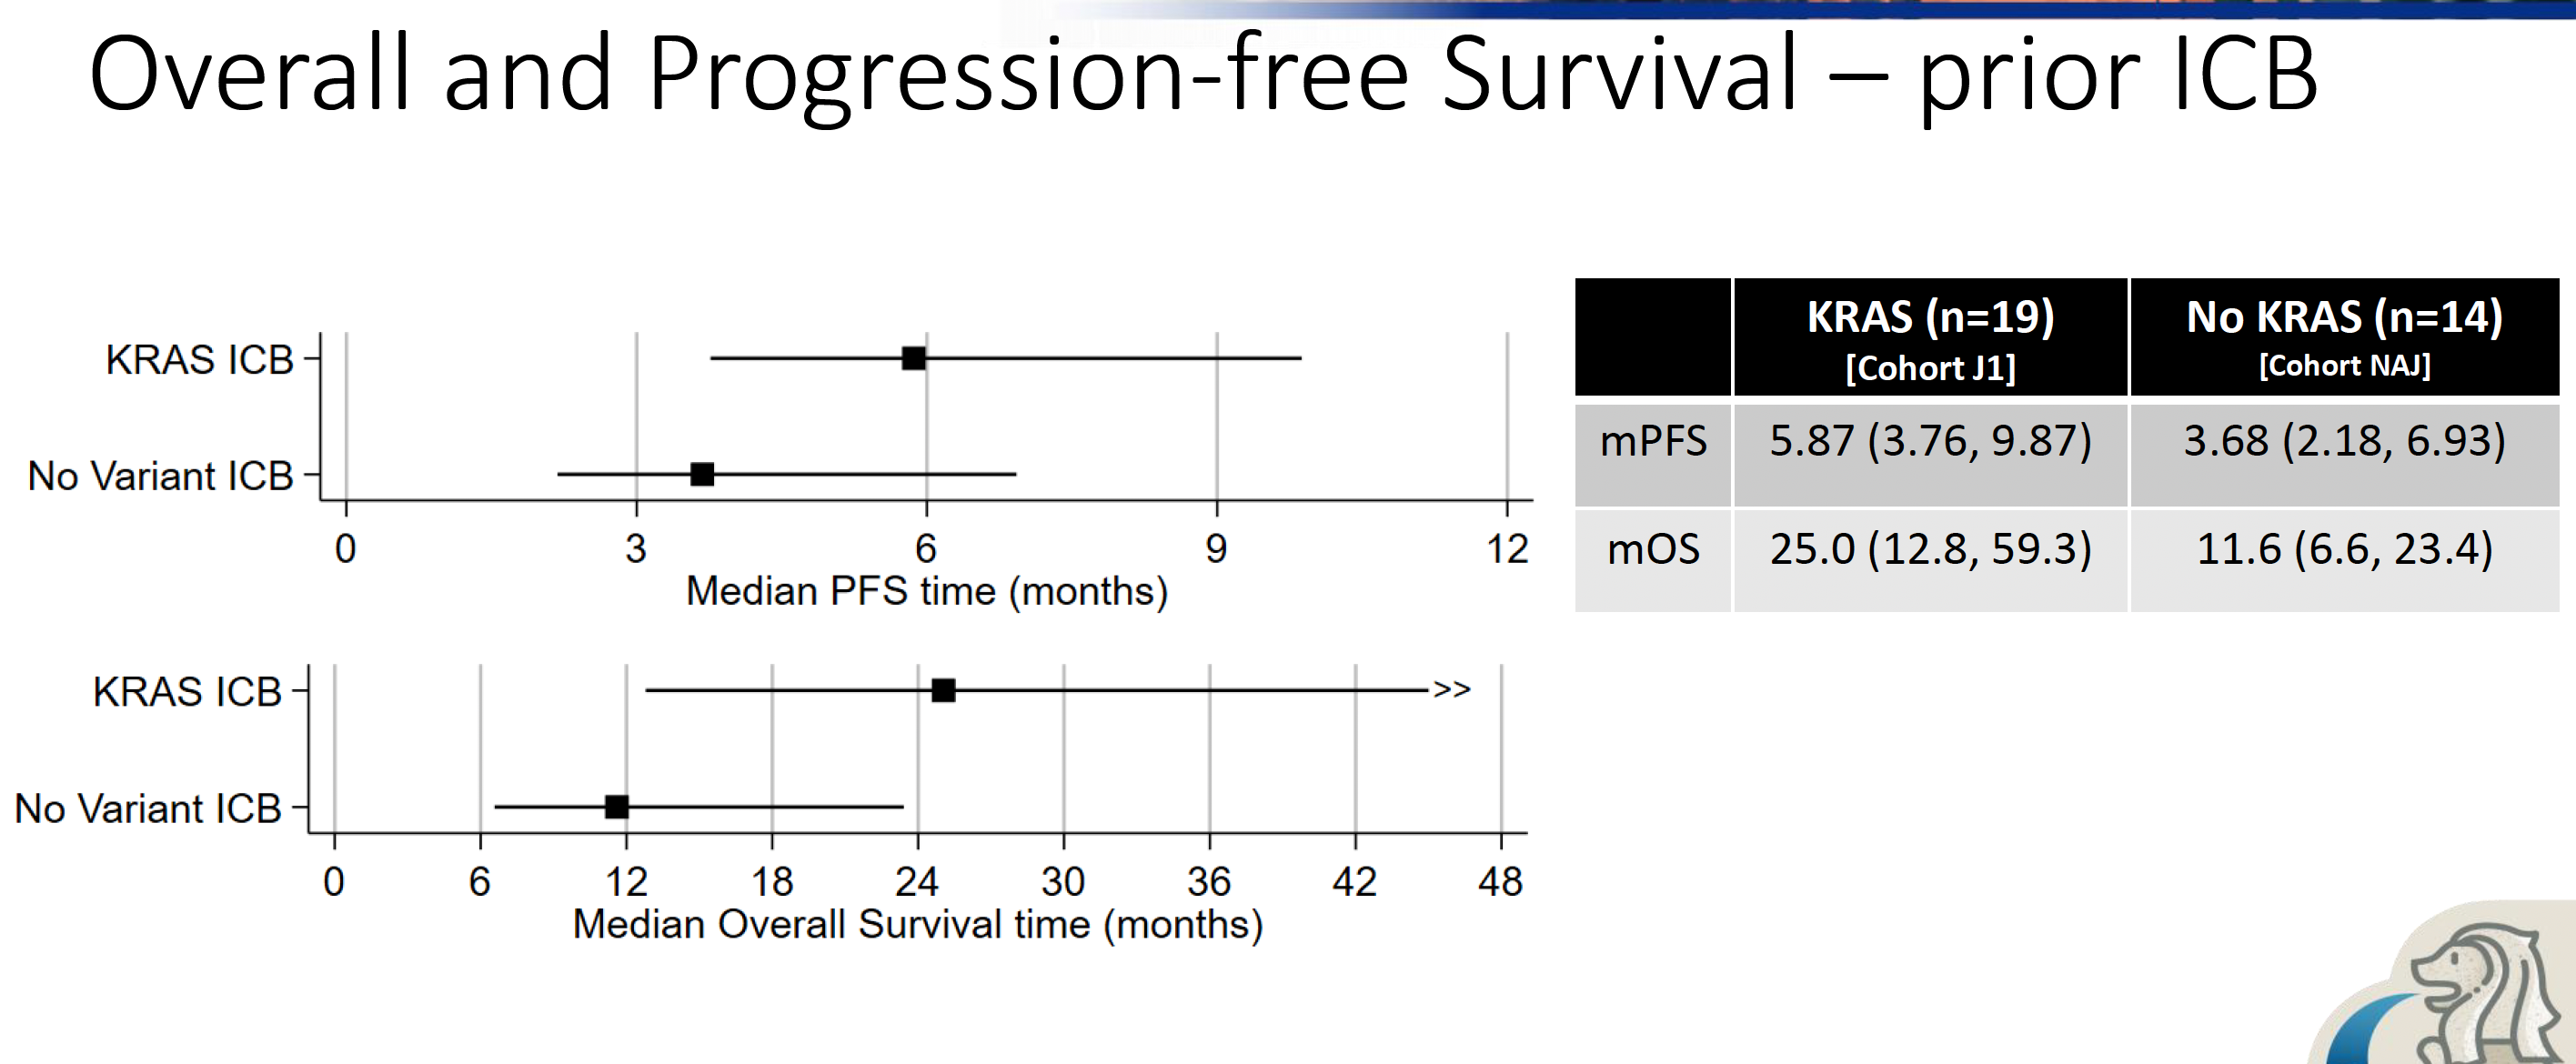 Overall and Progression-free Survival – prior ICB
KRAS ICB
No Variant ICB
0 3 6 9 12
Median PFS time (months)
KRAS ICB >>
No Variant ICB
0 6 12 18 24 30 36 42 48
Median Overall Survival time (months)
KRAS (n=19) No KRAS (n=14)
[Cohort J1] [Cohort NAJ]
mPFS 5.87 (3.76, 9.87) 3.68 (2.18, 6.93)
mOS 25.0 (12.8, 59.3) 11.6 (6.6, 23.4)